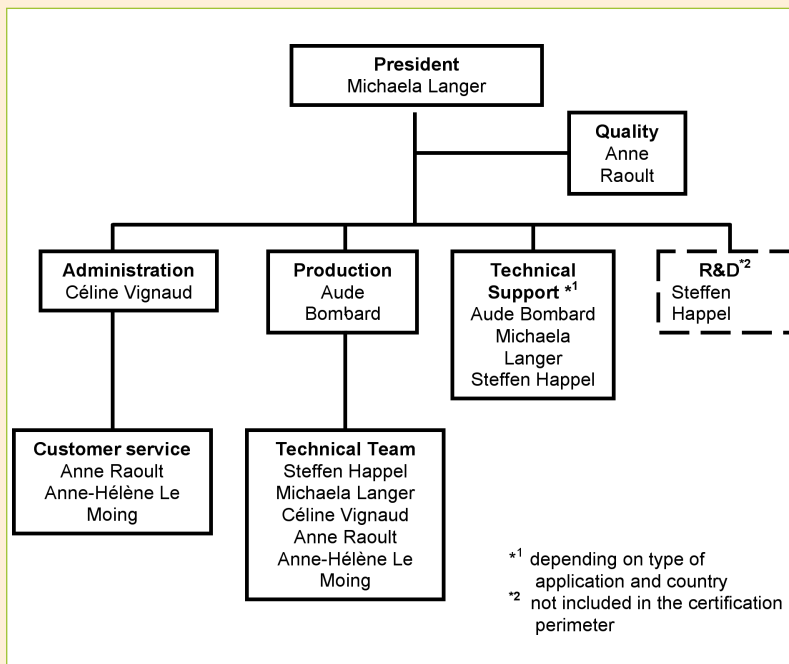 President
Michaela Langer
Quality
Anne
Raoult
Administration
Céline Vignaud
Production
Aude
Bombard
Technical
Support *1
Aude Bombard
Michaela
Langer
Steffen Happel
R&D*2
Steffen
Happel
Customer service
Anne Raoult
Anne-Hélène Le
Moing
Technical Team
Steffen Happel
Michaela Langer
Céline Vignaud
Anne Raoult
Anne-Hélène Le
Moing
*1 depending on type of
application and country
*2 not included in the certification
perimeter